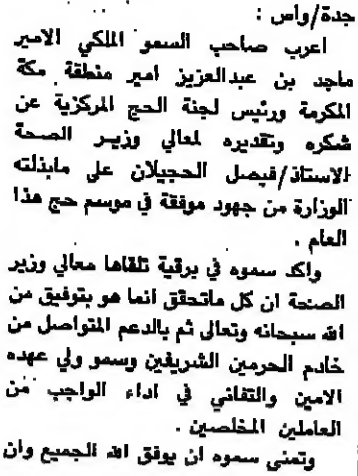 جدة/واس :
اعرب صاحب السمو الملكي الامير
ماجد بن عبدالعزيز امير منطقة مكة
المكرمة ورئيس لجنة الحج المركزية عن
شكره وتقديره لمعالي وزير الصحة
الاستاذ/فيصل الحجيلان على مابذلته
الوزارة من جهود موفقة في موسم حج هذا
العام .
واكد سموه في برقية تلقاها معالي وزير
الصحة ان كل ماتحقق انما هو بتوفيق من
الله سبحانه وتعالى ثم بالدعم المتواصل من
خادم الحرمين الشريفين وسمو ولي عهده
الامين والتفاني في اداء الواجب من
العاملين المخلصين .
وتمنى سموه ان يوفق الله الجميع وان